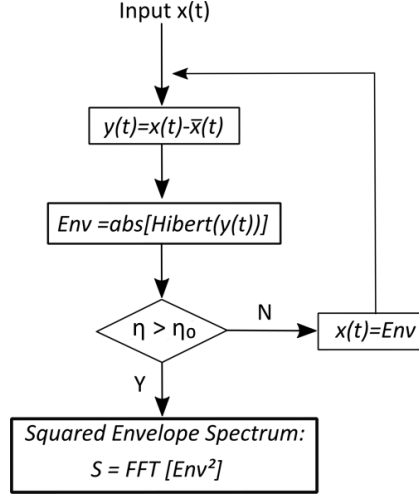 Input x(t)
y(t)=x(t)-x̅(t)
Env =abs[Hibert(y(t))]
η > η₀
N
x(t)=Env
Y
Squared Envelope Spectrum:
S = FFT [Env²]